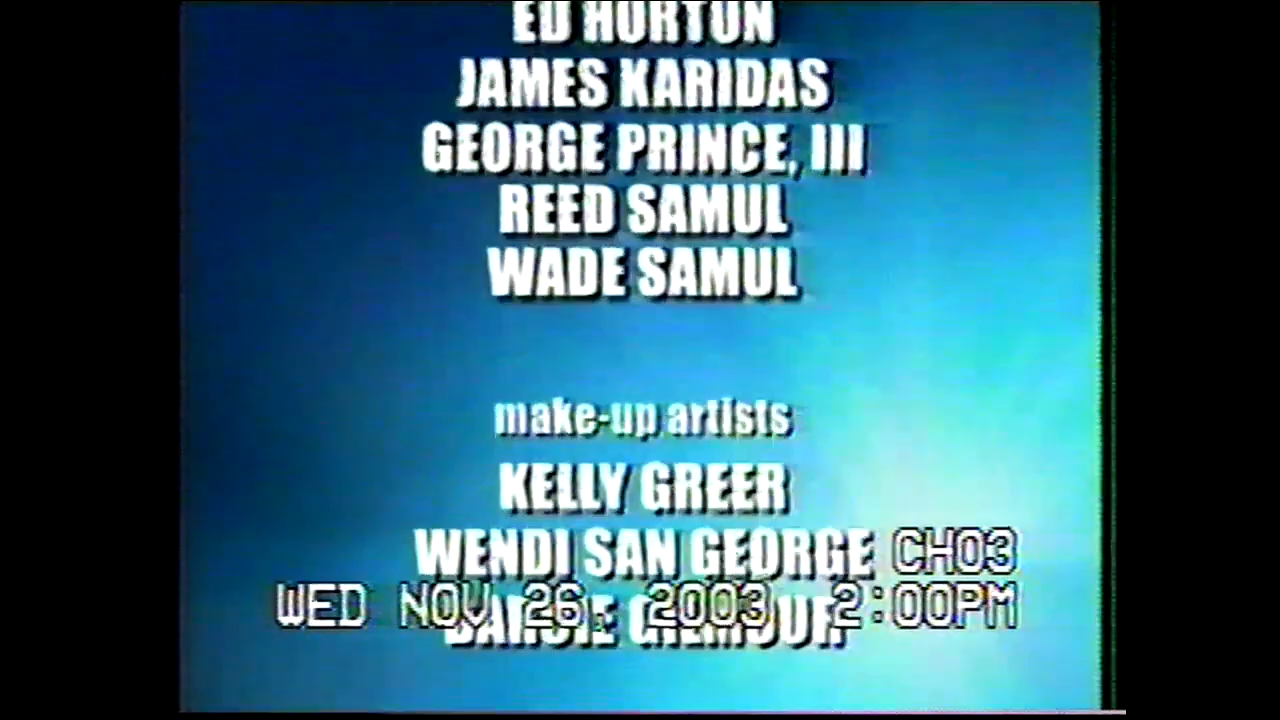 ED HORTON
JAMES KARIDAS
GEORGE PRINCE, III
REED SAMUL
WADE SAMUL
make-up artists
KELLY GREER
WENDI SAN GEORGE CH03
WED NOV 26, 2003 2:00PM
GILMOUR